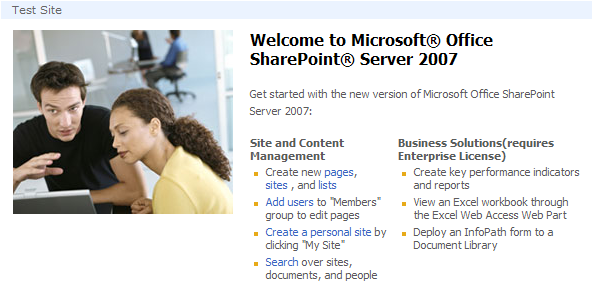 Test Site
Welcome to Microsoft® Office
SharePoint® Server 2007
Get started with the new version of Microsoft Office SharePoint
Server 2007:
Site and Content
Management
Create new pages,
sites , and lists
Add users to "Members"
group to edit pages
Create a personal site by
clicking "My Site"
Search over sites,
documents, and people
Business Solutions(requires
Enterprise License)
Create key performance indicators
and reports
View an Excel workbook through
the Excel Web Access Web Part
Deploy an InfoPath form to a
Document Library